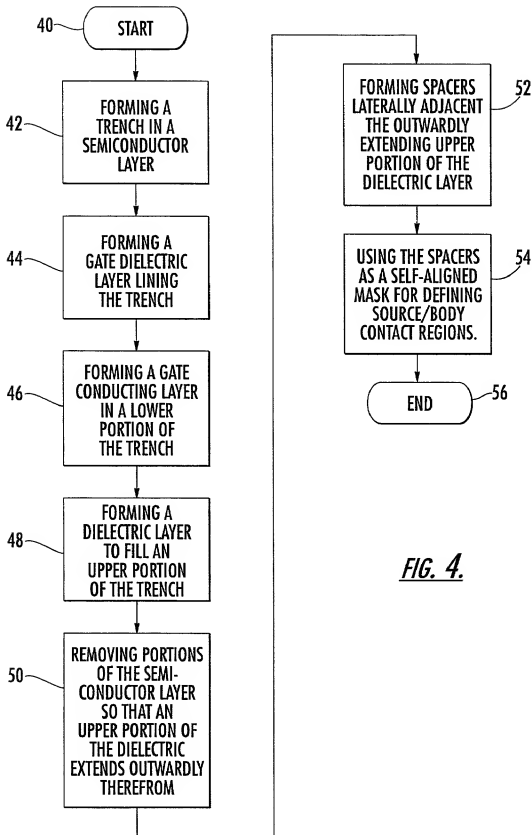 40
START
42
FORMING A
TRENCH IN A
SEMICONDUCTOR
LAYER
44
FORMING A
GATE DIELECTRIC
LAYER LINING
THE TRENCH
46
FORMING A GATE
CONDUCTING LAYER
IN A LOWER
PORTION OF
THE TRENCH
48
FORMING A
DIELECTRIC LAYER
TO FILL AN
UPPER PORTION
OF THE TRENCH
50
REMOVING PORTIONS
OF THE SEMI-
CONDUCTOR LAYER
SO THAT AN
UPPER PORTION OF
THE DIELECTRIC
EXTENDS OUTWARDLY
THEREFROM
52
FORMING SPACERS
LATERALLY ADJACENT
THE OUTWARDLY
EXTENDING UPPER
PORTION OF THE
DIELECTRIC LAYER
54
USING THE SPACERS
AS A SELF-ALIGNED
MASK FOR DEFINING
SOURCE/BODY
CONTACT REGIONS.
END
56
FIG. 4.